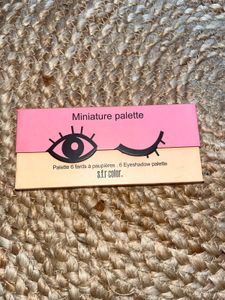 Miniature palette
Palette 6 fards à paupières . 6 Eyeshadow palette
s.f.r color.